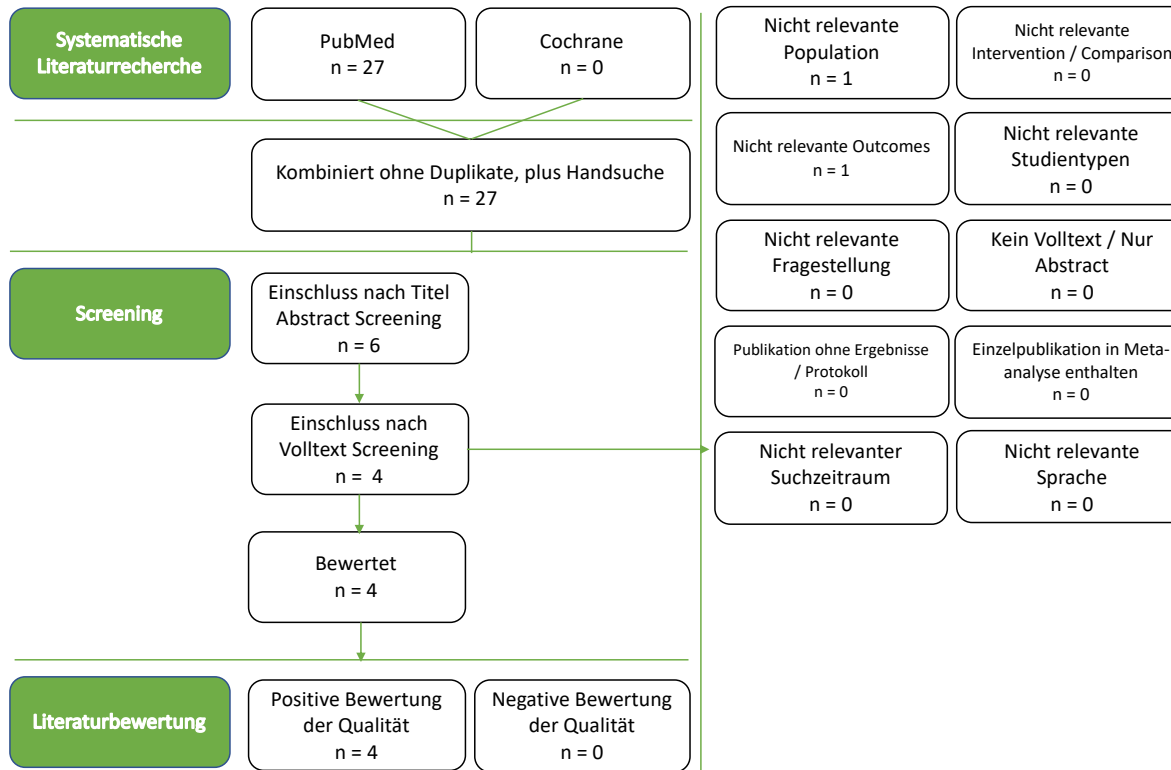 Systematische
Literaturrecherche
PubMed
n = 27
Cochrane
n = 0
Kombiniert ohne Duplikate, plus Handsuche
n = 27
Screening
Einschluss nach Titel
Abstract Screening
n = 6
Einschluss nach
Volltext Screening
n = 4
Bewertet
n = 4
Literaturbewertung
Positive Bewertung
der Qualität
n = 4
Negative Bewertung
der Qualität
n = 0
Nicht relevante
Population
n = 1
Nicht relevante
Intervention / Comparison
n = 0
Nicht relevante Outcomes
n = 1
Nicht relevante
Studientypen
n = 0
Nicht relevante
Fragestellung
n = 0
Kein Volltext / Nur
Abstract
n = 0
Publikation ohne Ergebnisse
/ Protokoll
n = 0
Einzelpublikation in Meta-
analyse enthalten
n = 0
Nicht relevanter
Suchzeitraum
n = 0
Nicht relevante
Sprache
n = 0